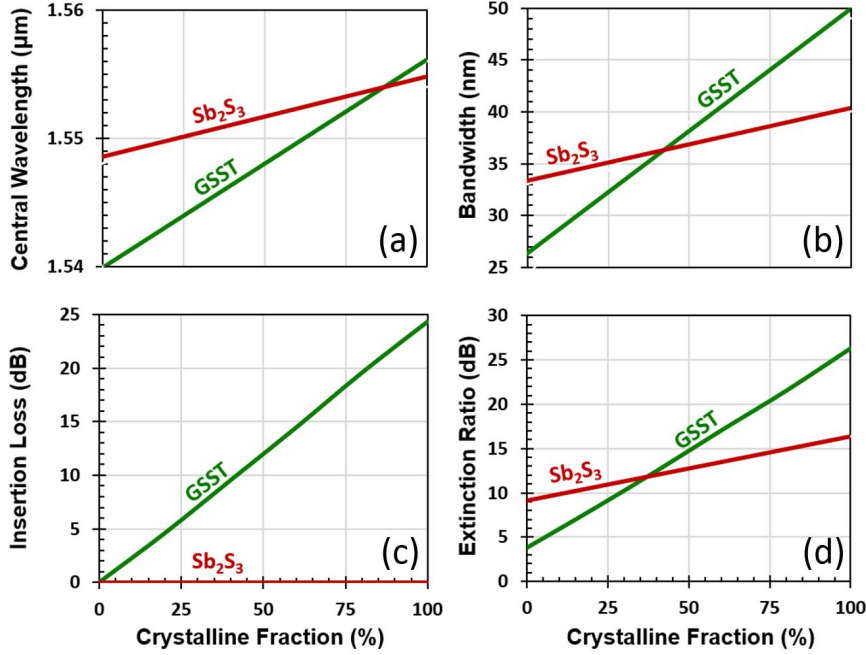 Central Wavelength (μm)
1.56
1.55
1.54
Sb₂S₃
GSST
(a)
Bandwidth (nm)
50
45
40
35
30
25
GSST
Sb₂S₃
(b)
Insertion Loss (dB)
25
20
15
10
5
0
GSST
Sb₂S₃
(c)
0 25 50 75 100
Crystalline Fraction (%)
Extinction Ratio (dB)
30
25
20
15
10
5
0
GSST
Sb₂S₃
(d)
0 25 50 75 100
Crystalline Fraction (%)